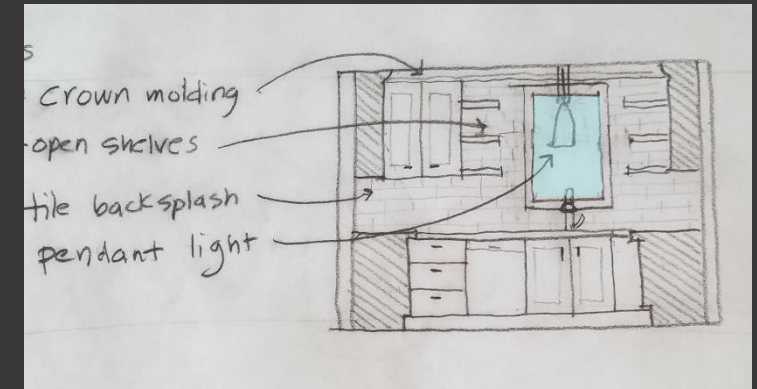 s
crown molding
-open shelves
tile backsplash
pendant light